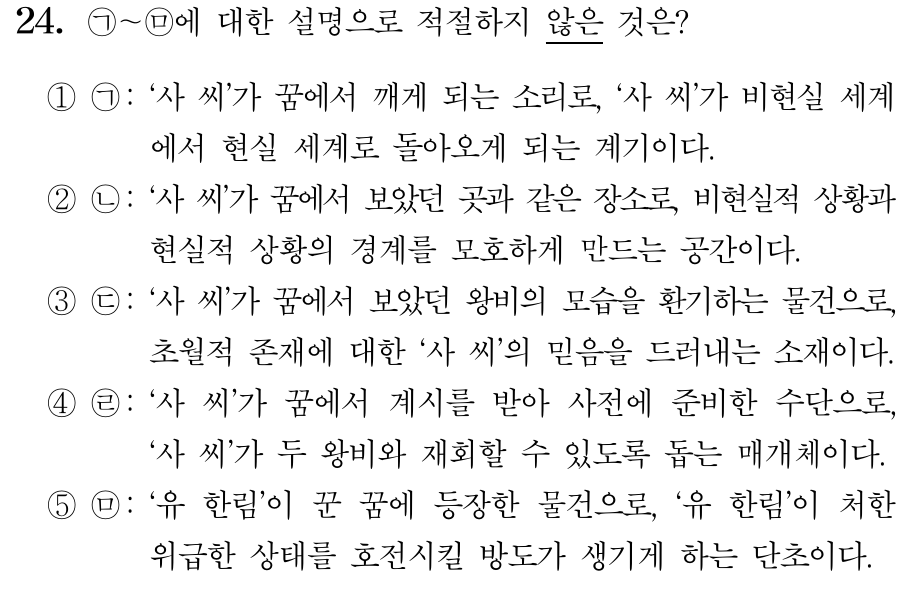 24. ㉠～㉤에 대한 설명으로 적절하지 않은 것은?
① ㉠: ‘사 씨’가 꿈에서 깨게 되는 소리로, ‘사 씨’가 비현실 세계
에서 현실 세계로 돌아오게 되는 계기이다.
② ㉡: ‘사 씨’가 꿈에서 보았던 곳과 같은 장소로, 비현실적 상황과
현실적 상황의 경계를 모호하게 만드는 공간이다.
③ ㉢: ‘사 씨’가 꿈에서 보았던 왕비의 모습을 환기하는 물건으로,
초월적 존재에 대한 ‘사 씨’의 믿음을 드러내는 소재이다.
④ ㉣: ‘사 씨’가 꿈에서 계시를 받아 사전에 준비한 수단으로,
‘사 씨’가 두 왕비와 재회할 수 있도록 돕는 매개체이다.
⑤ ㉤: ‘유 한림’이 꾼 꿈에 등장한 물건으로, ‘유 한림’이 처한
위급한 상태를 호전시킬 방도가 생기게 하는 단초이다.